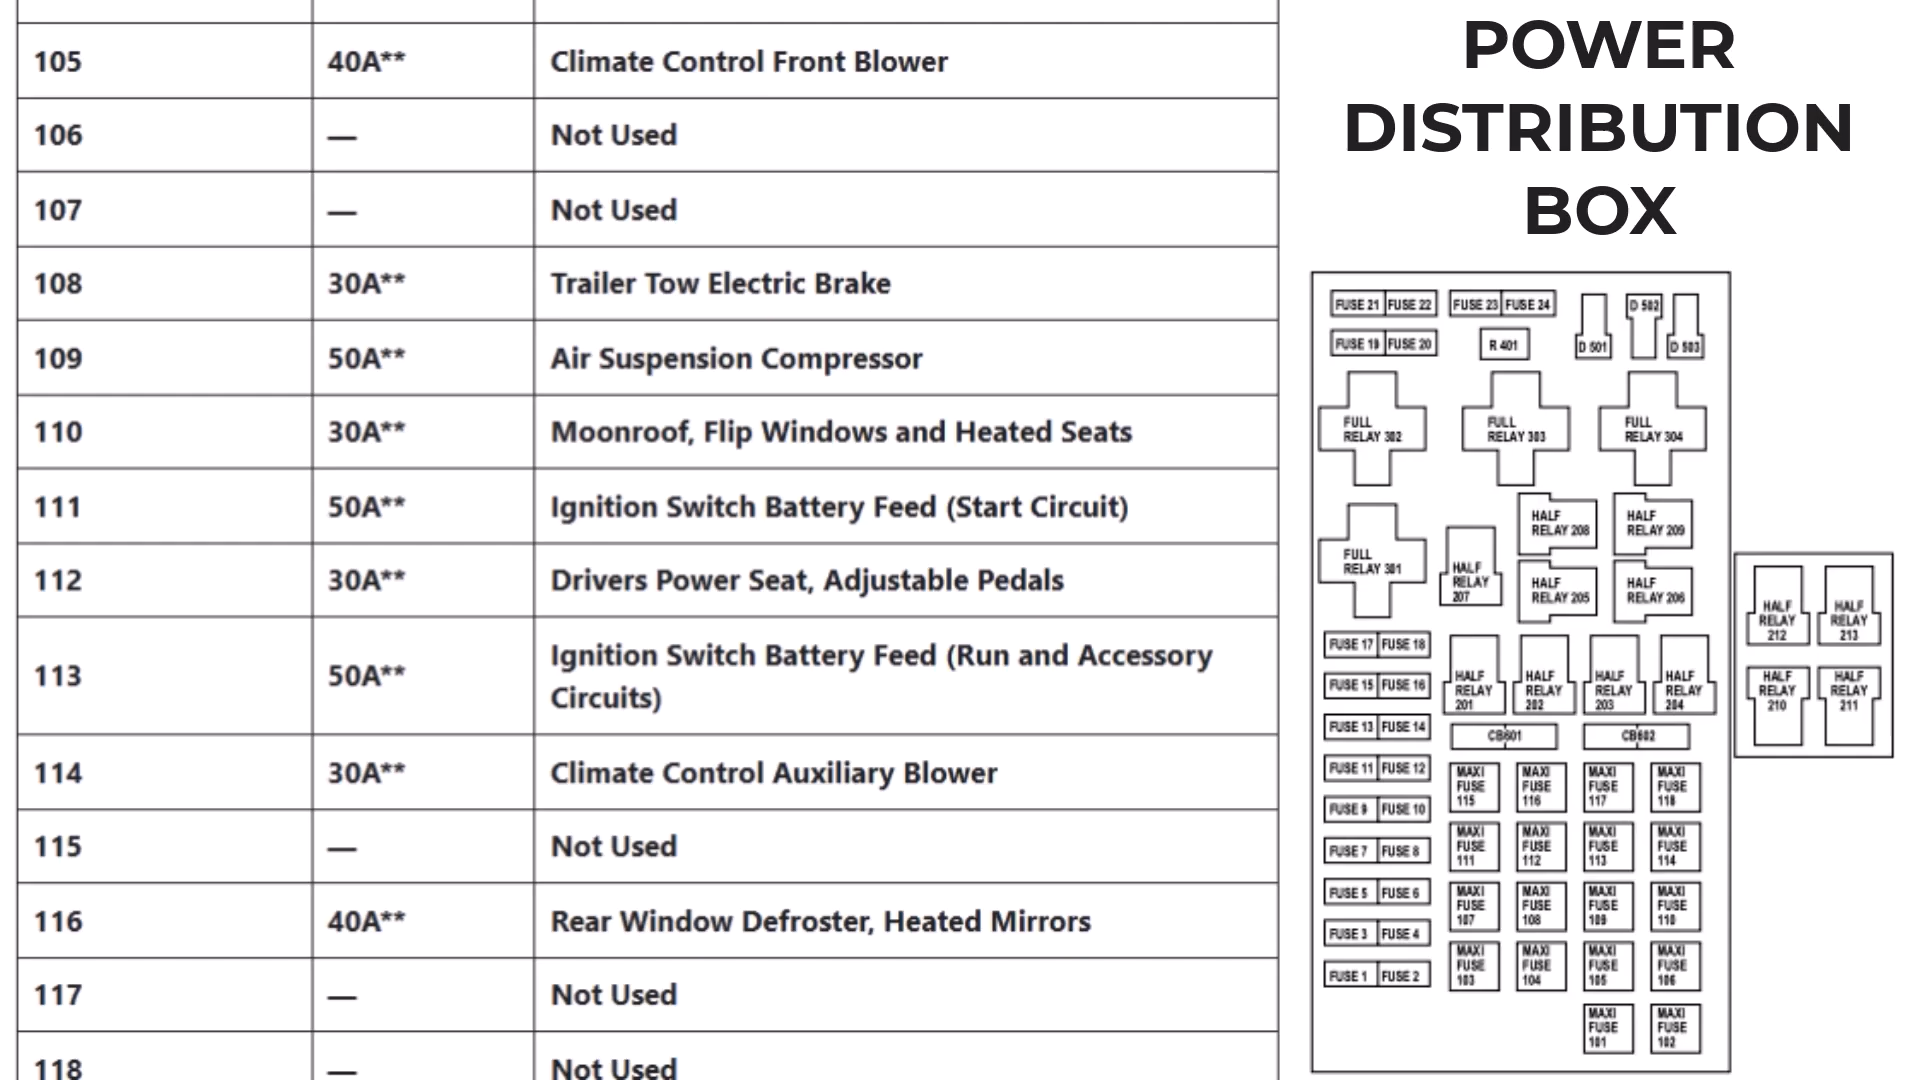 105 40A** Climate Control Front Blower
106 — Not Used
107 — Not Used
108 30A** Trailer Tow Electric Brake
109 50A** Air Suspension Compressor
110 30A** Moonroof, Flip Windows and Heated Seats
111 50A** Ignition Switch Battery Feed (Start Circuit)
112 30A** Drivers Power Seat, Adjustable Pedals
113 50A** Ignition Switch Battery Feed (Run and Accessory
Circuits)
114 30A** Climate Control Auxiliary Blower
115 — Not Used
116 40A** Rear Window Defroster, Heated Mirrors
117 — Not Used
118 — Not Used
POWER
DISTRIBUTION
BOX
FUSE 21 FUSE 22 FUSE 23 FUSE 24
D 502
FUSE 19 FUSE 20 R 401 D 501 D 503
FULL
RELAY 302
FULL
RELAY 303
FULL
RELAY 304
HALF
RELAY 208
HALF
RELAY 209
FULL
RELAY 301
HALF
RELAY
207
HALF
RELAY 205
HALF
RELAY 206
HALF
RELAY
212
HALF
RELAY
213
FUSE 17 FUSE 18
FUSE 15 FUSE 16
HALF
RELAY
201
HALF
RELAY
202
HALF
RELAY
203
HALF
RELAY
204
HALF
RELAY
210
HALF
RELAY
211
FUSE 13 FUSE 14
CB601 CB602
FUSE 11 FUSE 12
MAXI
FUSE
115
MAXI
FUSE
116
MAXI
FUSE
117
MAXI
FUSE
118
FUSE 9 FUSE 10
FUSE 7 FUSE 8
MAXI
FUSE
111
MAXI
FUSE
112
MAXI
FUSE
113
MAXI
FUSE
114
FUSE 5 FUSE 6
MAXI
FUSE
107
MAXI
FUSE
108
MAXI
FUSE
109
MAXI
FUSE
110
FUSE 3 FUSE 4
FUSE 1 FUSE 2
MAXI
FUSE
103
MAXI
FUSE
104
MAXI
FUSE
105
MAXI
FUSE
106
MAXI
FUSE
101
MAXI
FUSE
102